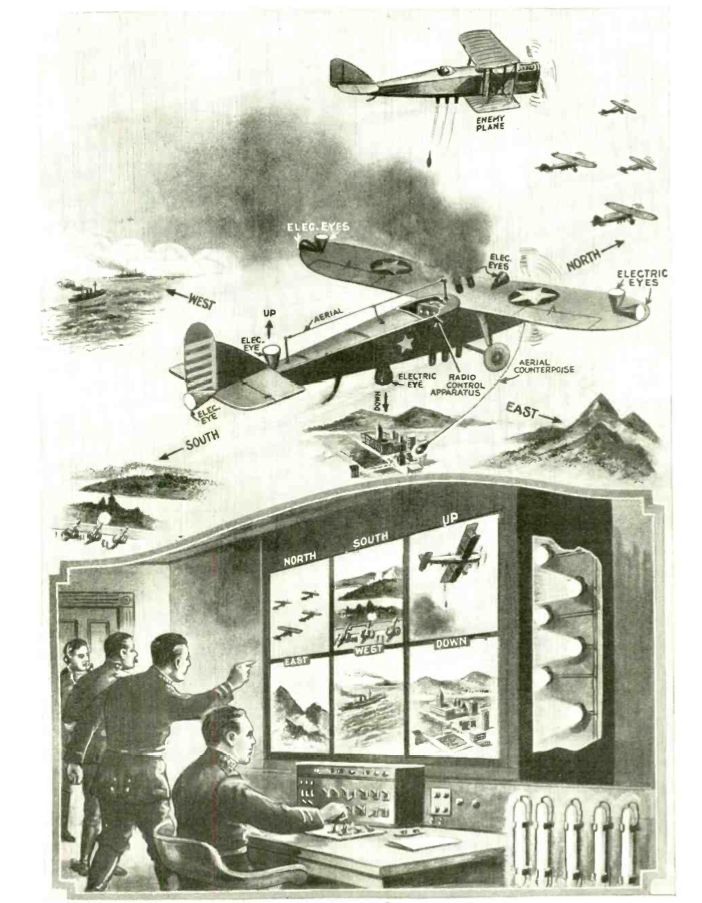 ENEMY
PLANE
ELEC. EYES
NORTH
ELEC.
EYES
ELECTRIC
EYES
WEST
UP
AERIAL
ELEC.
EYE
AERIAL
COUNTERPOISE
ELECTRIC
EYE
RADIO
CONTROL
APPARATUS
DOWN
EAST
ELEC.
EYE
SOUTH
NORTH
SOUTH
UP
EAST
WEST
DOWN